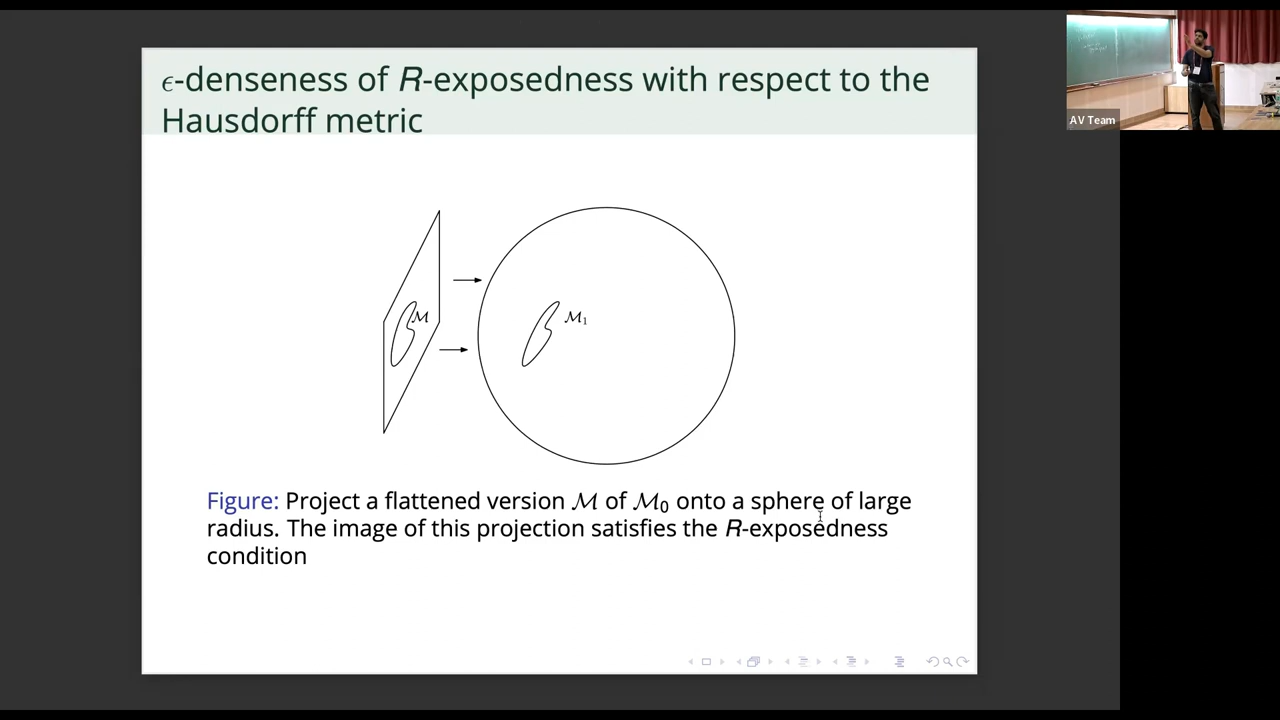 ϵ-denseness of R-exposedness with respect to the
Hausdorff metric
ℳ
ℳ₁
Figure: Project a flattened version ℳ of ℳ₀ onto a sphere of large
radius. The image of this projection satisfies the R-exposedness
condition
AV Team